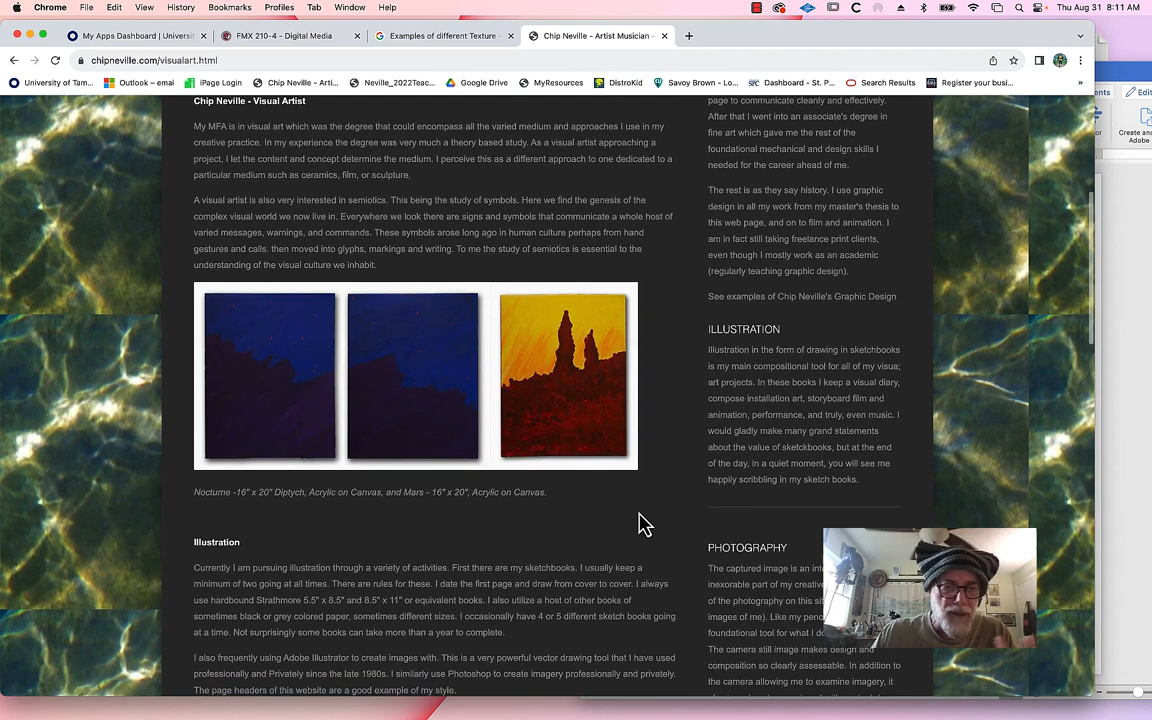 Chrome File Edit View History Bookmarks Profiles Tab Window Help Thu Aug 31 8:11 AM
My Apps Dashboard | Universit FMX 210-4 - Digital Media Examples of different Texture - Chip Neville - Artist Musician -
chipneville.com/visualart.html
University of Tam... Outlook – emai iPage Login Chip Neville - Arti... Neville_2022Teac... Google Drive MyResources DistroKid Savoy Brown - Lo... Dashboard - St. P... Search Results Register your busi... »
Chip Neville - Visual Artist
My MFA is in visual art which was the degree that could encompass all the varied medium and approaches I use in my
creative practice. In my experience the degree was very much a theory based study. As a visual artist approaching a
project, I let the content and concept determine the medium. I perceive this as a different approach to one dedicated to a
particular medium such as ceramics, film, or sculpture.
A visual artist is also very interested in semiotics. This being the study of symbols. Here we find the genesis of the
complex visual world we now live in. Everywhere we look there are signs and symbols that communicate a whole host of
varied messages, warnings, and commands. These symbols arose long ago in human culture perhaps from hand
gestures and calls. then moved into glyphs, markings and writing. To me the study of semiotics is essential to the
understanding of the visual culture we inhabit.
Nocturne -16" x 20" Diptych, Acrylic on Canvas, and Mars - 16" x 20", Acrylic on Canvas.
Illustration
Currently I am pursuing illustration through a variety of activities. First there are my sketchbooks. I usually keep a
minimum of two going at all times. There are rules for these. I date the first page and draw from cover to cover. I always
use hardbound Strathmore 5.5" x 8.5" and 8.5" x 11" or equivalent books. I also utilize a host of other books of
sometimes black or grey colored paper, sometimes different sizes. I occasionally have 4 or 5 different sketch books going
at a time. Not surprisingly some books can take more than a year to complete.
I also frequently using Adobe Illustrator to create images with. This is a very powerful vector drawing tool that I have used
professionally and Privately since the late 1980s. I similarly use Photoshop to create imagery professionally and privately.
The page headers of this website are a good example of my style.
page to communicate cleanly and effectively.
After that I went into an associate's degree in
fine art which gave me the rest of the
foundational mechanical and design skills I
needed for the career ahead of me.
The rest is as they say history. I use graphic
design in all my work from my master's thesis to
this web page, and on to film and animation. I
am in fact still taking freelance print clients,
even though I mostly work as an academic
(regularly teaching graphic design).
See examples of Chip Neville's Graphic Design
ILLUSTRATION
Illustration in the form of drawing in sketchbooks
is my main compositional tool for all of my visua;
art projects. In these books I keep a visual diary,
compose installation art, storyboard film and
animation, performance, and truly, even music. I
would gladly make many grand statements
about the value of sketckbooks, but at the end
of the day, in a quiet moment, you will see me
happily scribbling in my sketch books.
PHOTOGRAPHY
The captured image is an
inexorable part of my creative
of the photography on this
images of me). Like my
foundational tool for what I
The camera still image makes design and
composition so clearly assessable. In addition to
the camera allowing me to examine imagery, it
ents Edit
Create and
Adobe